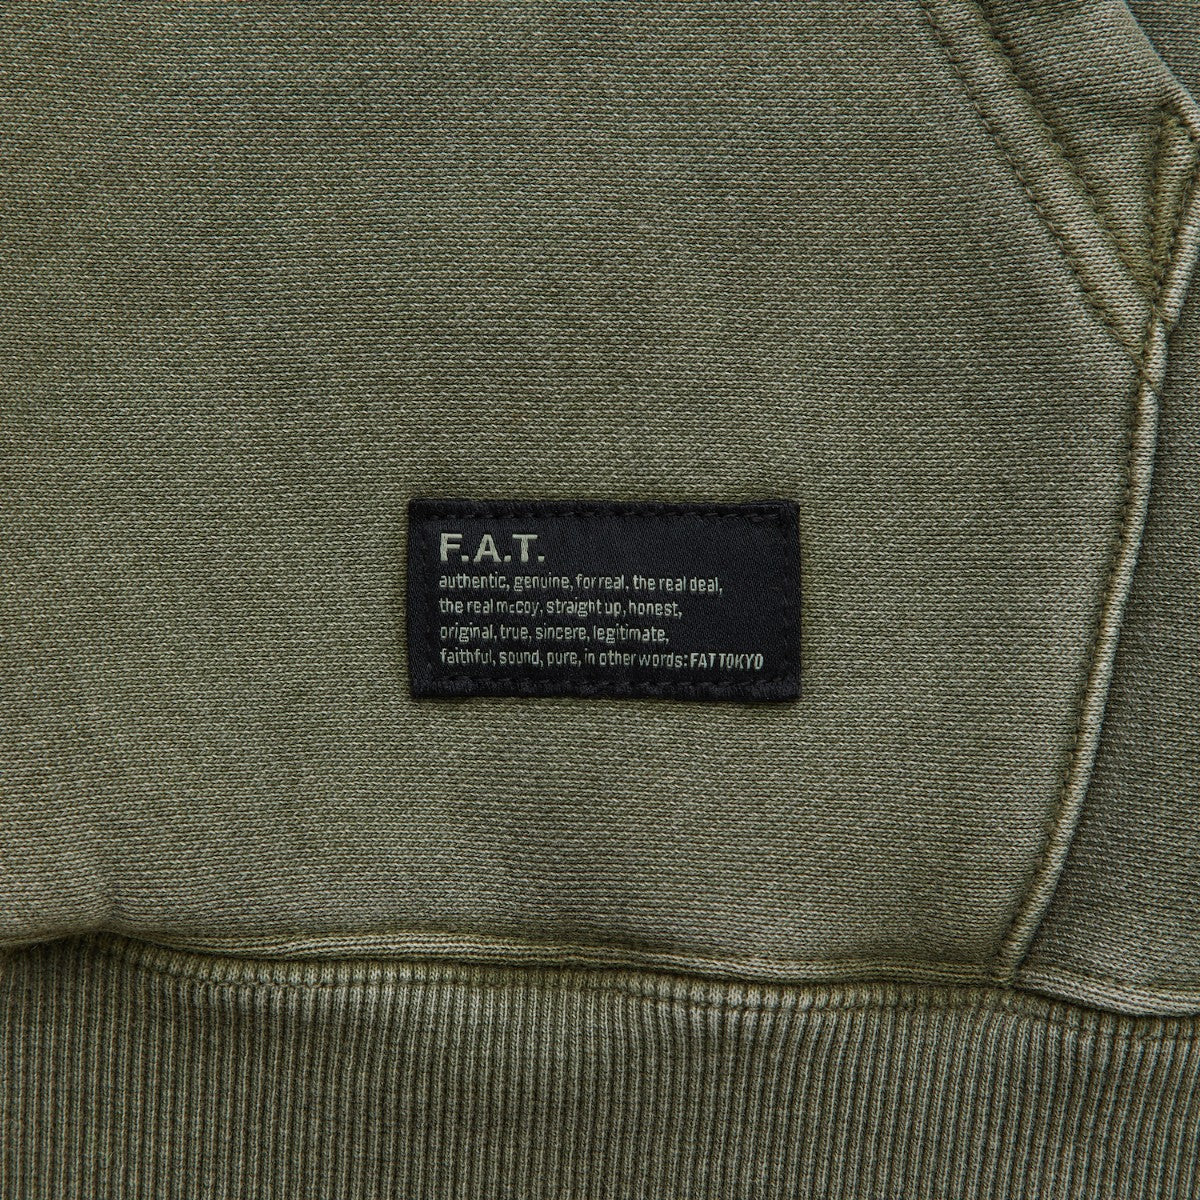 F.A.T.
authentic, genuine, for real, the real deal,
the real mccoy, straight up, honest,
original, true, sincere, legitimate,
faithful, sound, pure, in other words: FAT TOKYO